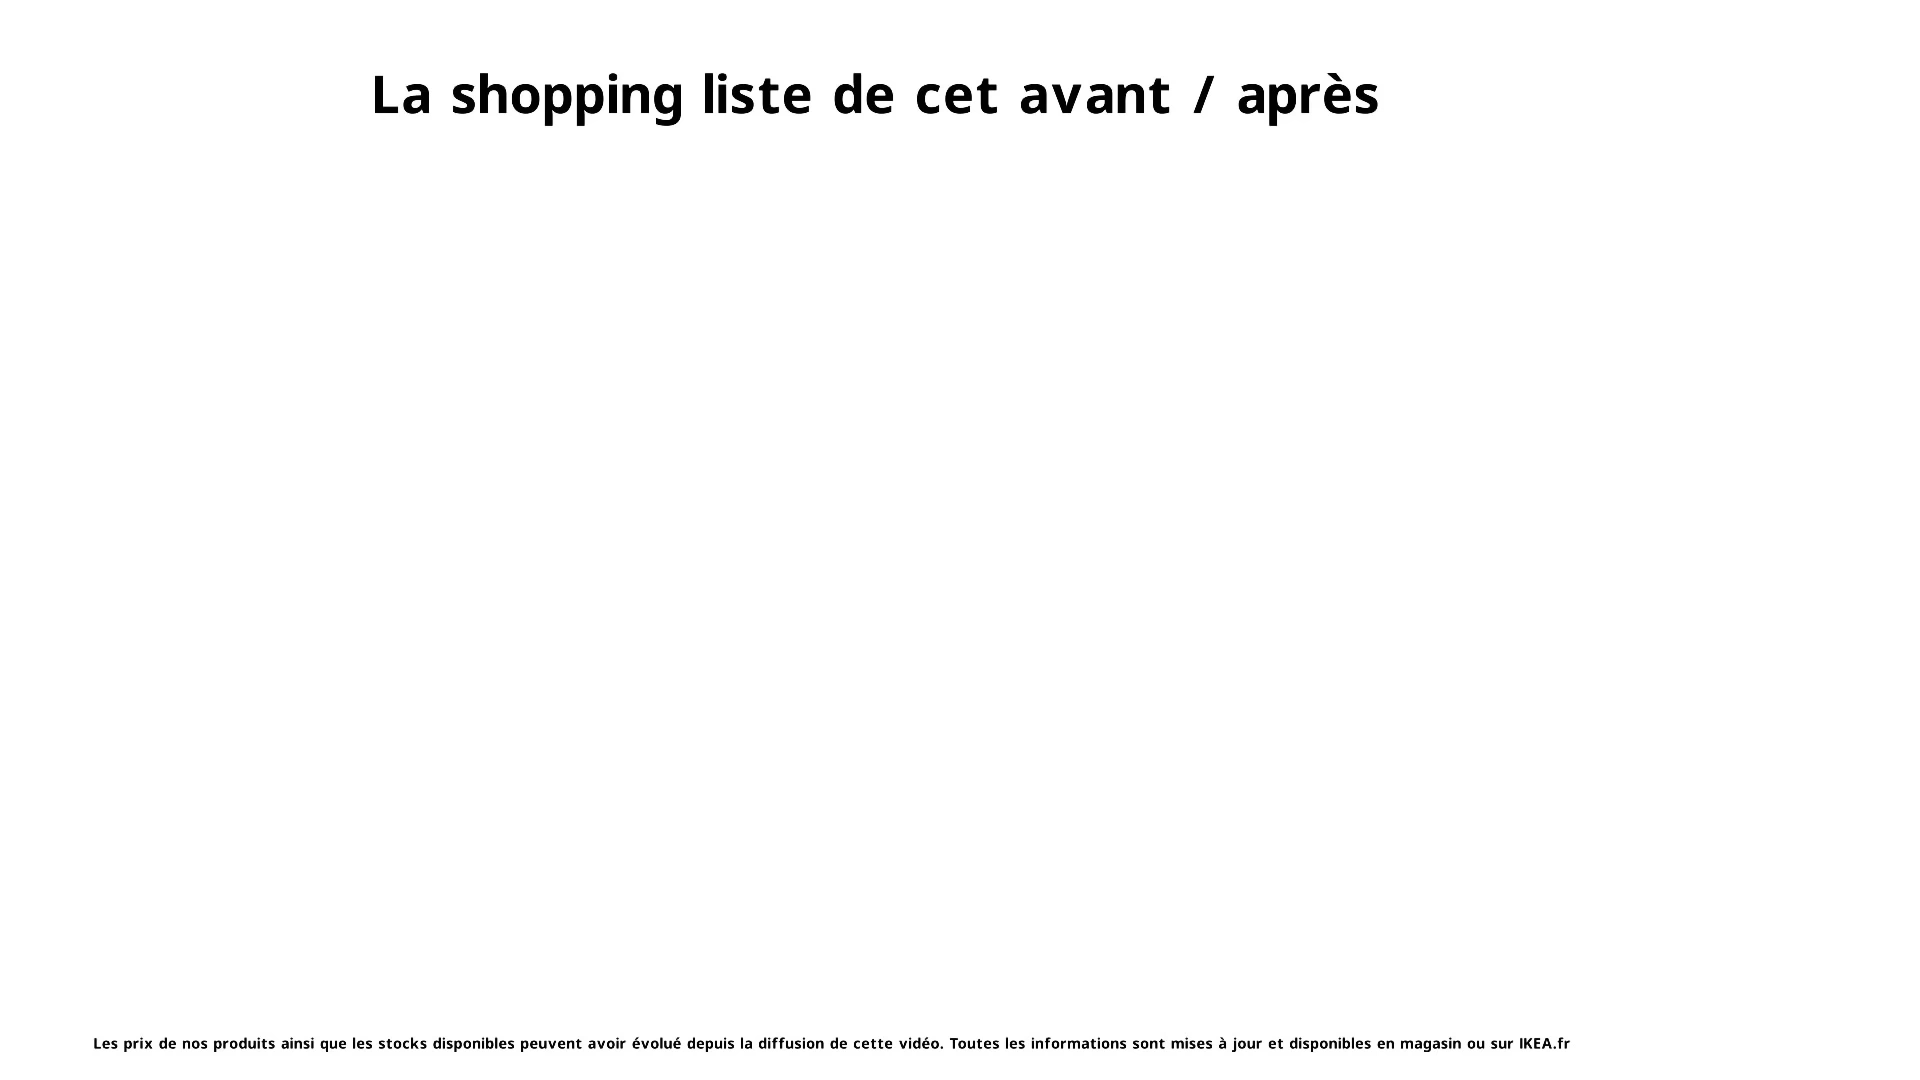 La shopping liste de cet avant / après
Les prix de nos produits ainsi que les stocks disponibles peuvent avoir évolué depuis la diffusion de cette vidéo. Toutes les informations sont mises à jour et disponibles en magasin ou sur IKEA.fr